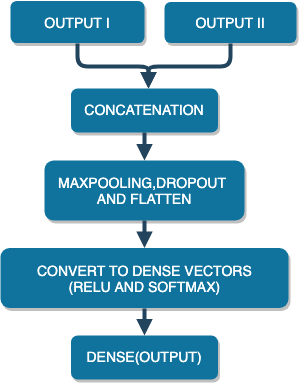 OUTPUT I
OUTPUT II
CONCATENATION
MAXPOOLING,DROPOUT
AND FLATTEN
CONVERT TO DENSE VECTORS
(RELU AND SOFTMAX)
DENSE(OUTPUT)